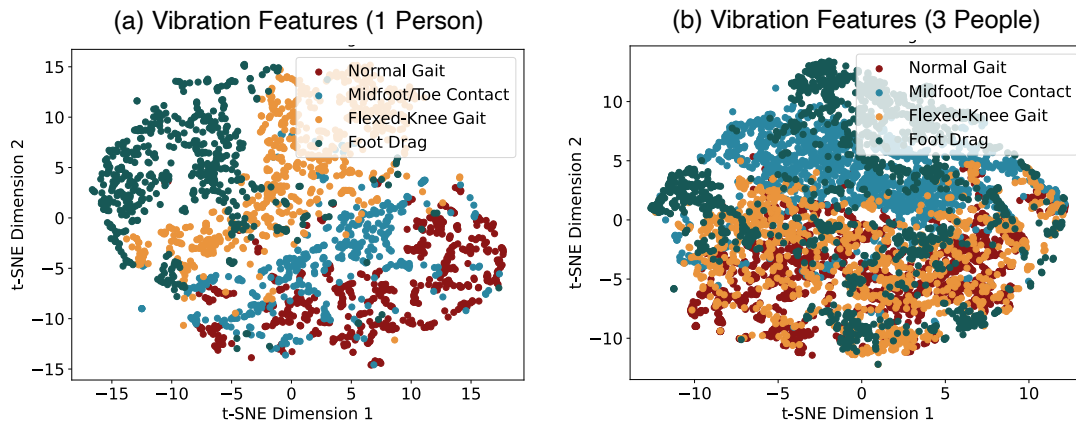 (a) Vibration Features (1 Person)
Normal Gait
Midfoot/Toe Contact
Flexed-Knee Gait
Foot Drag
15
10
5
0
−5
−10
−15
t-SNE Dimension 2
−15
−10
−5
0
5
10
15
t-SNE Dimension 1
(b) Vibration Features (3 People)
Normal Gait
Midfoot/Toe Contact
Flexed-Knee Gait
Foot Drag
10
5
0
−5
−10
t-SNE Dimension 2
−10
−5
0
5
10
t-SNE Dimension 1